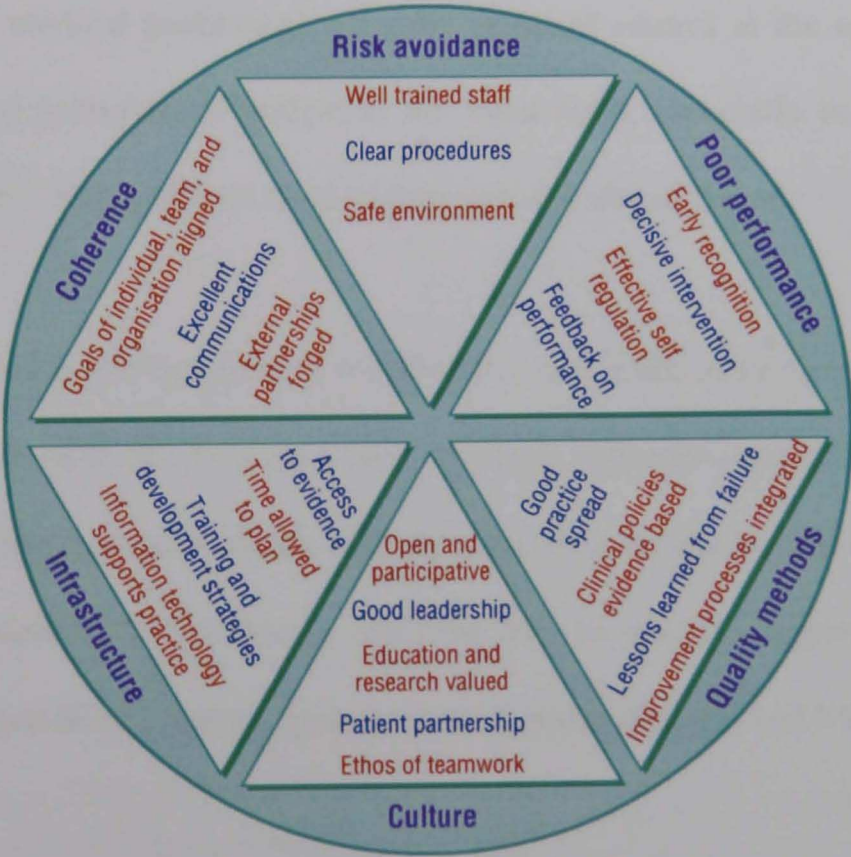 Risk avoidance
Well trained staff
Clear procedures
Safe environment
Poor performance
Early recognition
Decisive intervention
Effective self
regulation
Feedback on
performance
Quality methods
Good
practice
spread
Clinical policies
evidence based
Lessons learned from failure
Improvement processes integrated
Culture
Open and
participative
Good leadership
Education and
research valued
Patient partnership
Ethos of teamwork
Infrastructure
Access
to evidence
Time allowed
to plan
Training and
development strategies
Information technology
supports practice
Coherence
Goals of individual, team, and
organisation aligned
Excellent
communications
External
partnerships
forged